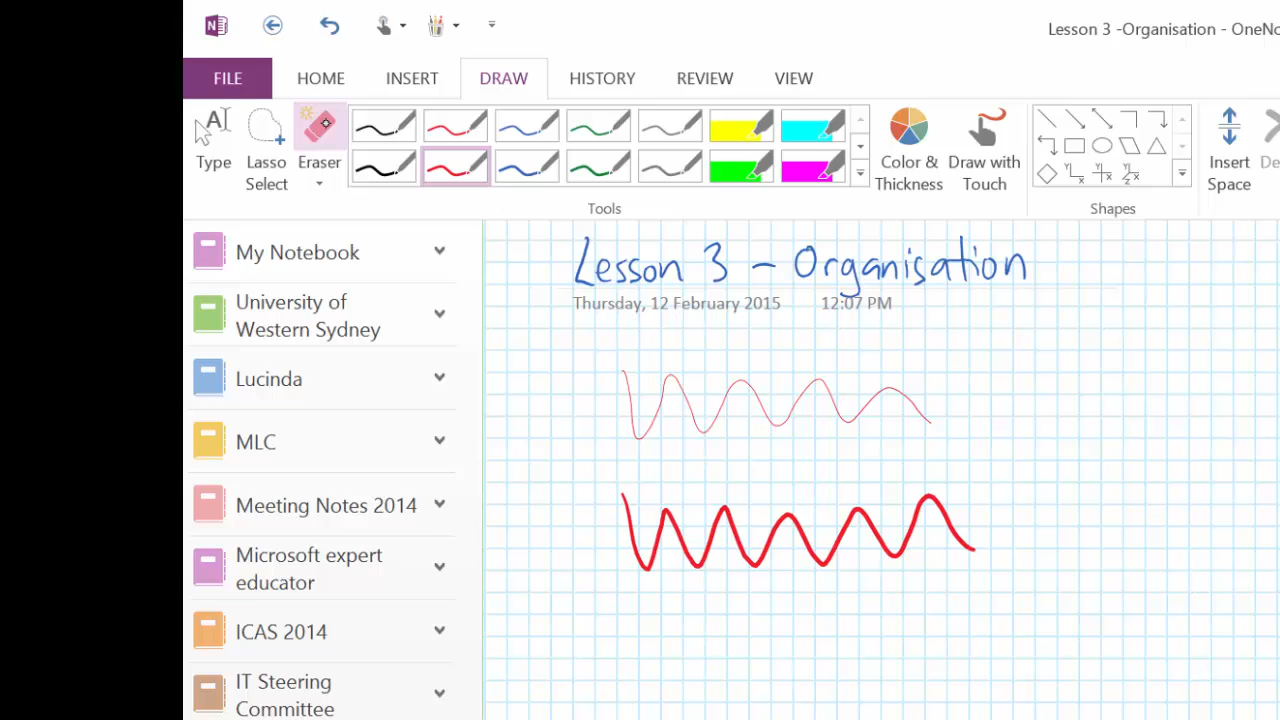 Lesson 3 -Organisation - OneNo
FILE HOME INSERT DRAW HISTORY REVIEW VIEW
Type
Lasso
Select
Eraser
Color &
Thickness
Draw with
Touch
Insert
Space
De
Tools
Shapes
My Notebook
University of
Western Sydney
Lucinda
MLC
Meeting Notes 2014
Microsoft expert
educator
ICAS 2014
IT Steering
Committee
Lesson 3 - Organisation
Thursday, 12 February 2015 12:07 PM